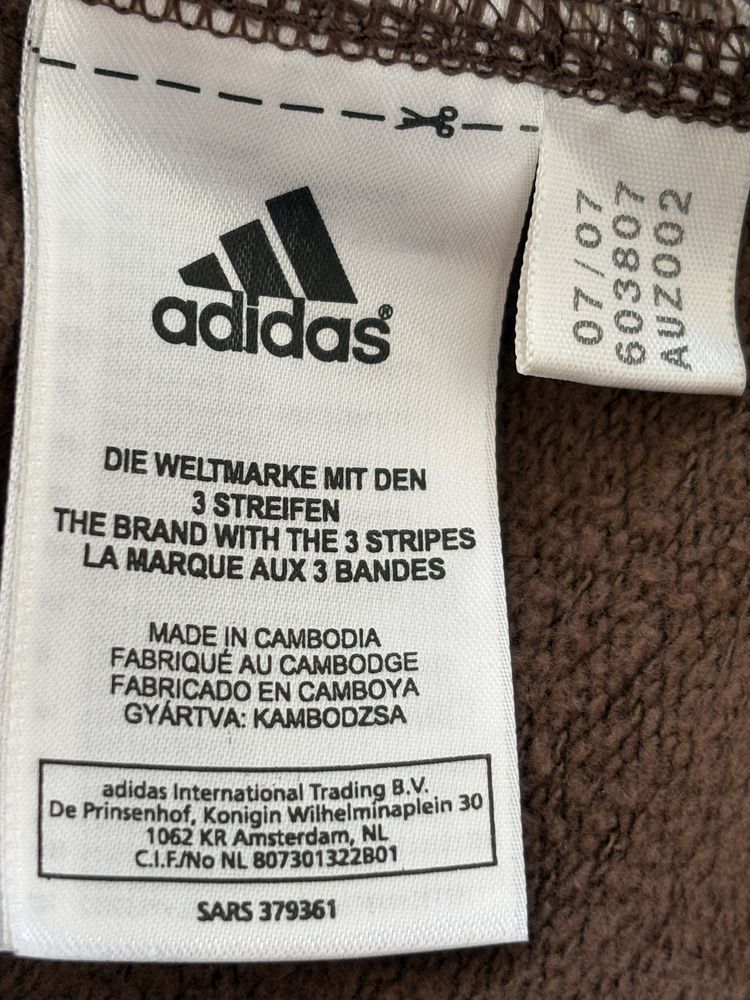 adidas®
DIE WELTMARKE MIT DEN
3 STREIFEN
THE BRAND WITH THE 3 STRIPES
LA MARQUE AUX 3 BANDES
MADE IN CAMBODIA
FABRIQUÉ AU CAMBODGE
FABRICADO EN CAMBOYA
GYÁRTVA: KAMBODZSA
adidas International Trading B.V.
De Prinsenhof, Konigin Wilhelminaplein 30
1062 KR Amsterdam, NL
C.I.F./No NL 807301322B01
SARS 379361
07/07
603807
AUZ002